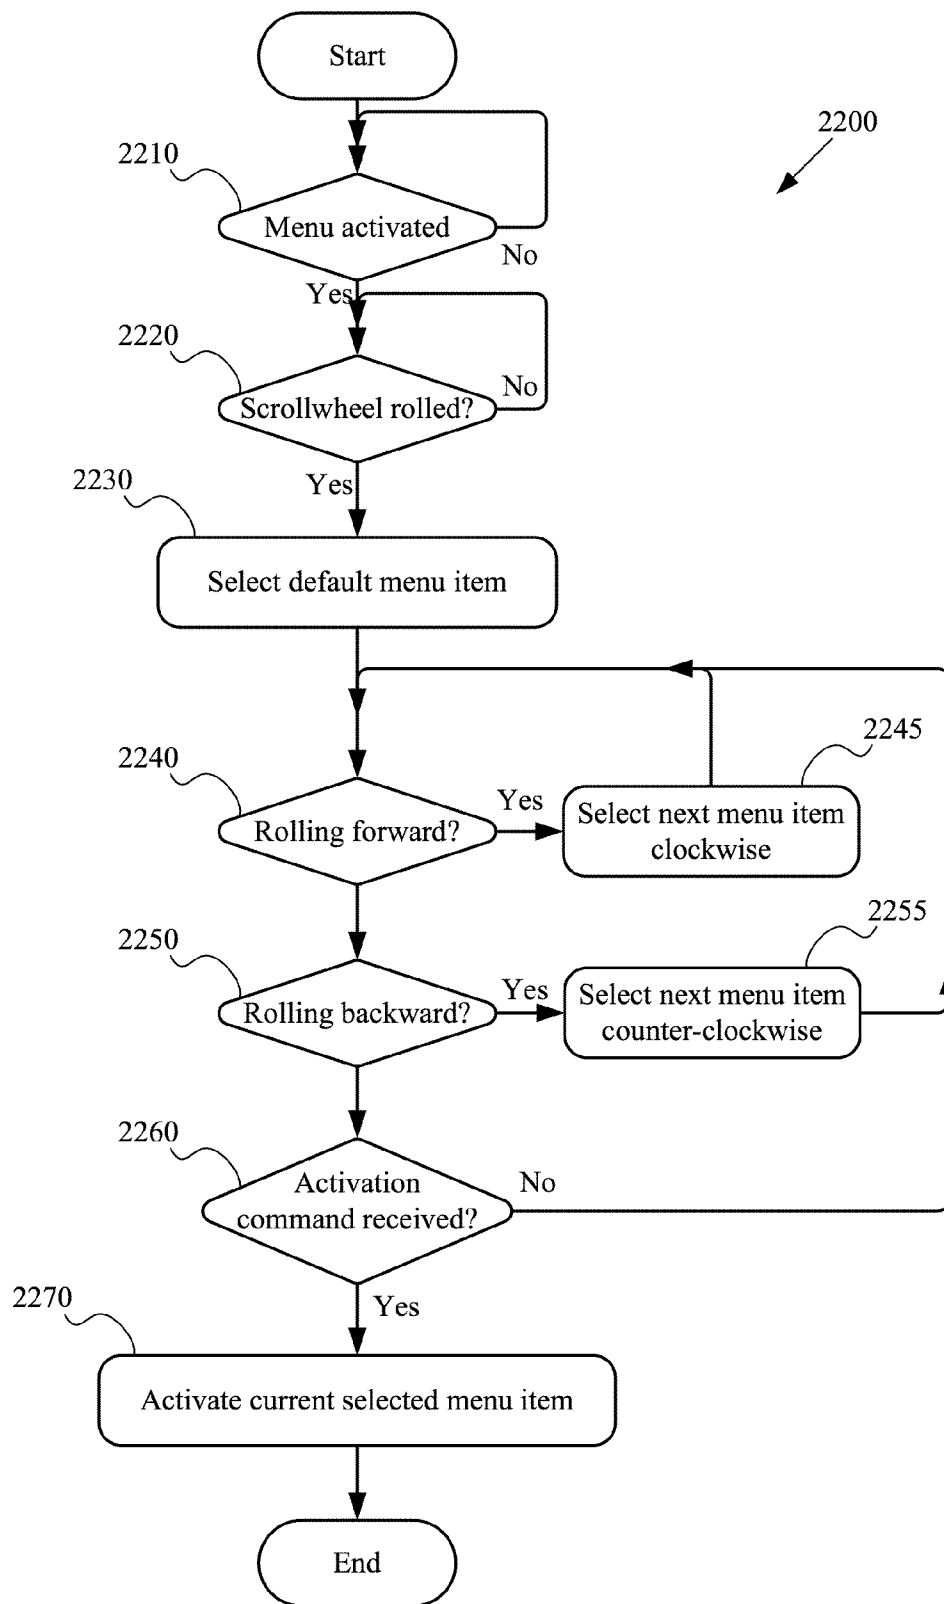 Start
2200
2210
Menu activated
No
Yes
2220
No
Scrollwheel rolled?
Yes
2230
Select default menu item
2245
2240
Yes
Select next menu item
clockwise
Rolling forward?
2255
2250
Yes
Select next menu item
counter-clockwise
Rolling backward?
2260
Activation
command received?
No
2270
Yes
Activate current selected menu item
End